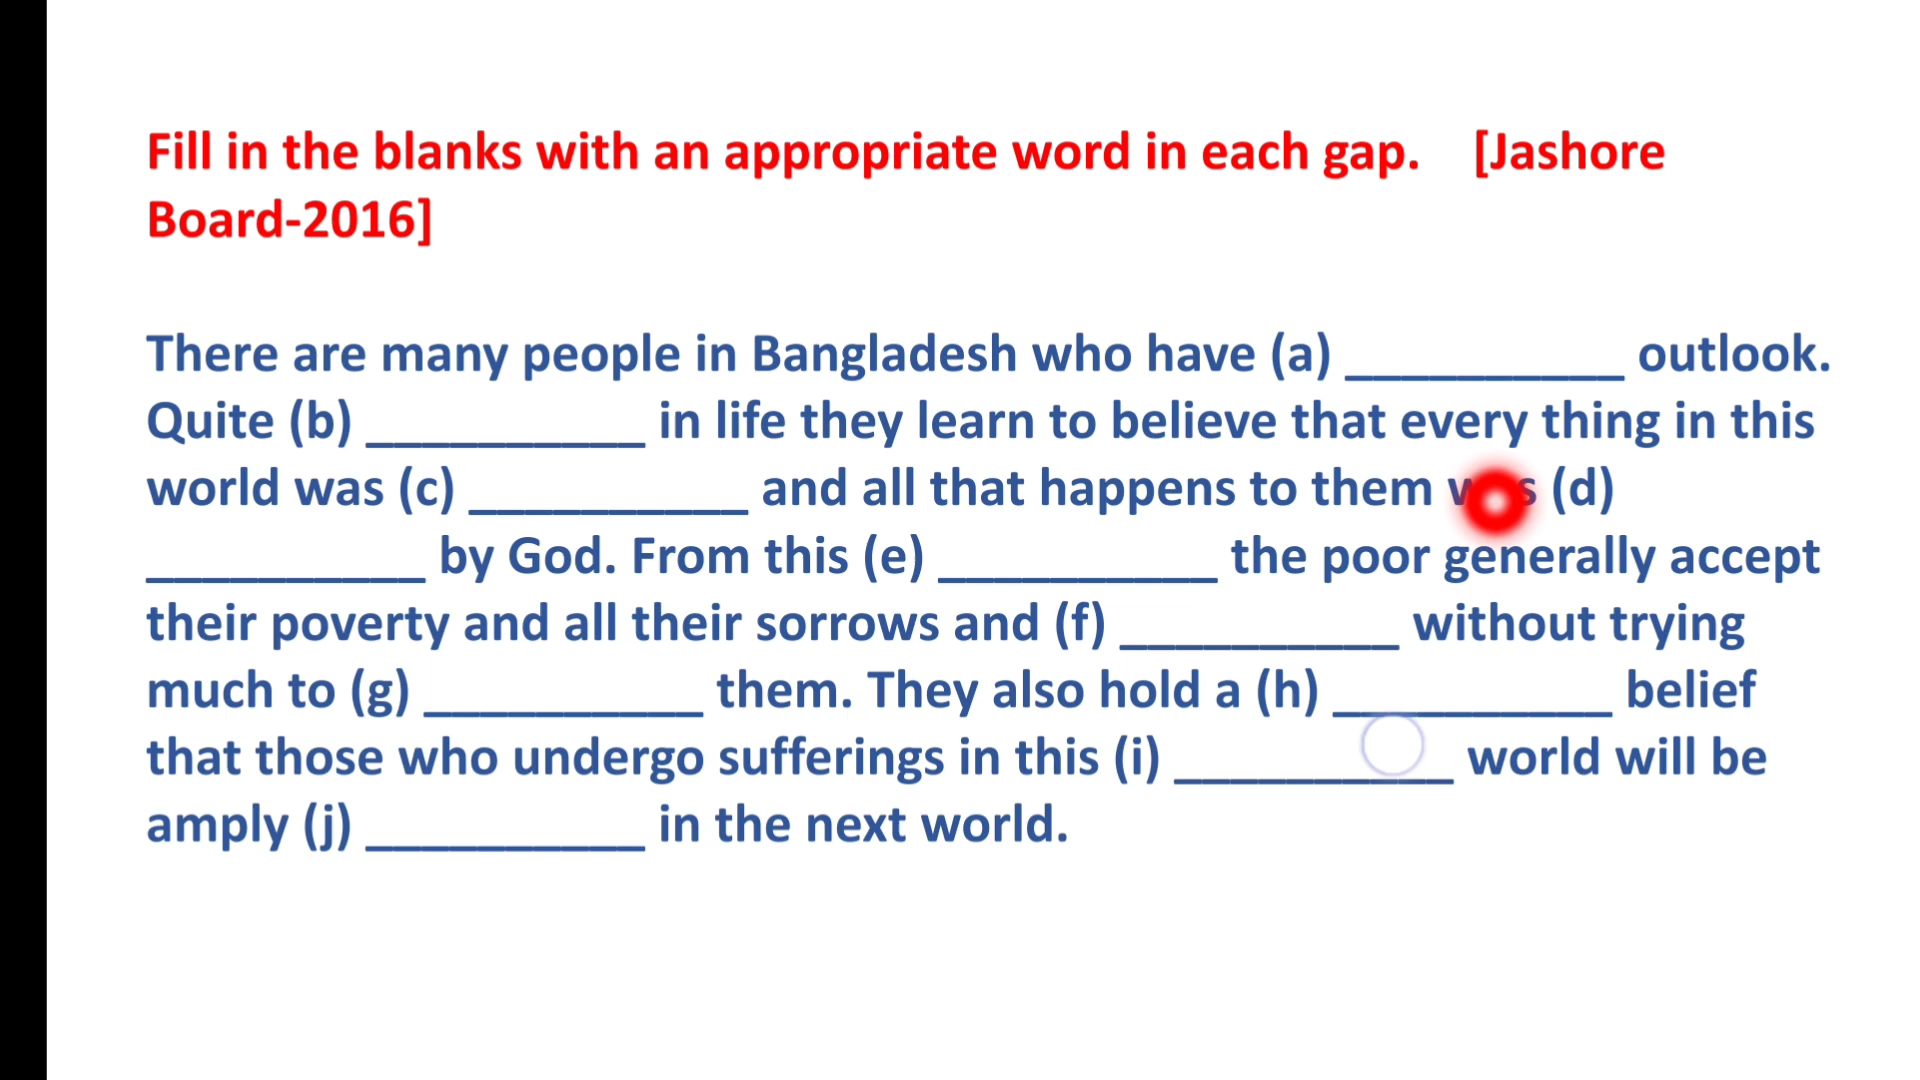 Fill in the blanks with an appropriate word in each gap. [Jashore
Board-2016]
There are many people in Bangladesh who have (a) __________ outlook.
Quite (b) __________ in life they learn to believe that every thing in this
world was (c) __________ and all that happens to them was (d)
__________ by God. From this (e) __________ the poor generally accept
their poverty and all their sorrows and (f) __________ without trying
much to (g) __________ them. They also hold a (h) __________ belief
that those who undergo sufferings in this (i) __________ world will be
amply (j) __________ in the next world.